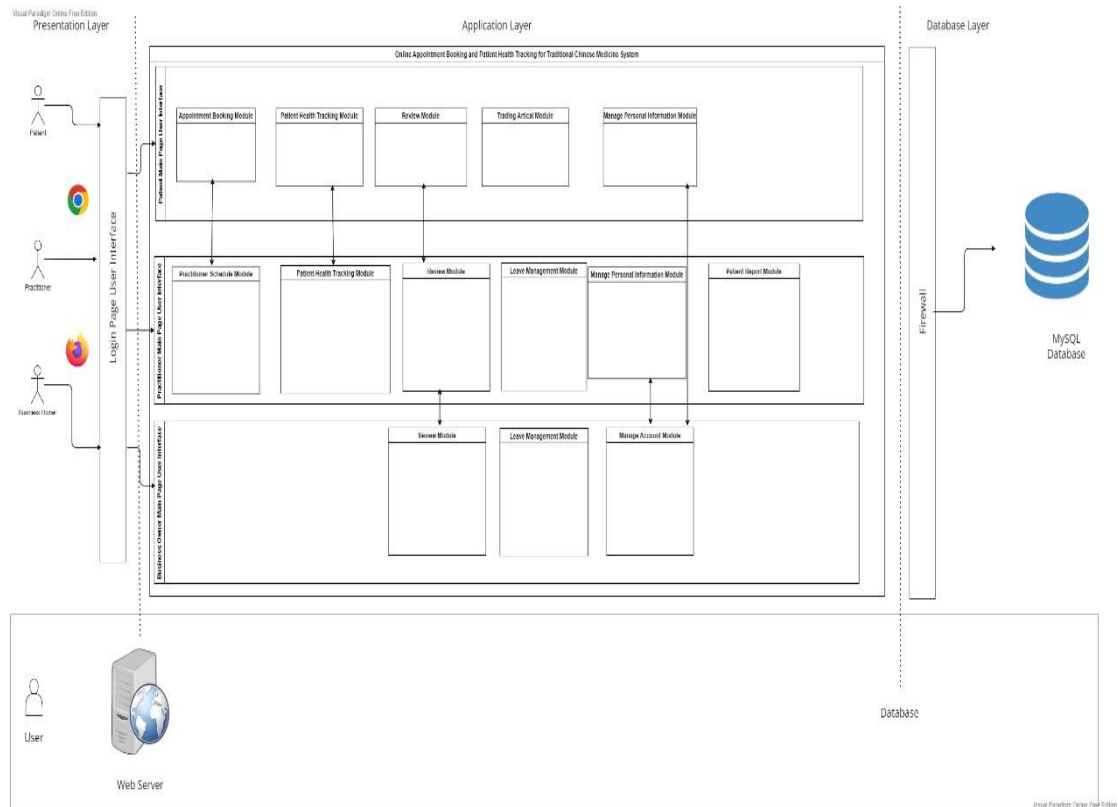 Visual Paradigm Online Free Edition
Presentation Layer
Application Layer
Database Layer
Online Appointment Booking and Patient Health Tracking for Traditional Chinese Medicine System
Patient
Practitioner
Business Owner
Login Page User Interface
Patient Main Page User Interface
Appointment Booking Module
Patient Health Tracking Module
Review Module
Trading Artical Module
Manage Personal Information Module
Practitioner Main Page User Interface
Practitioner Schedule Module
Patient Health Tracking Module
Review Module
Leave Management Module
Manage Personal Information Module
Patient Report Module
Business Owner Main Page User Interface
Review Module
Leave Management Module
Manage Account Module
Firewall
MySQL
Database
User
Web Server
Database
Visual Paradigm Online Free Edition